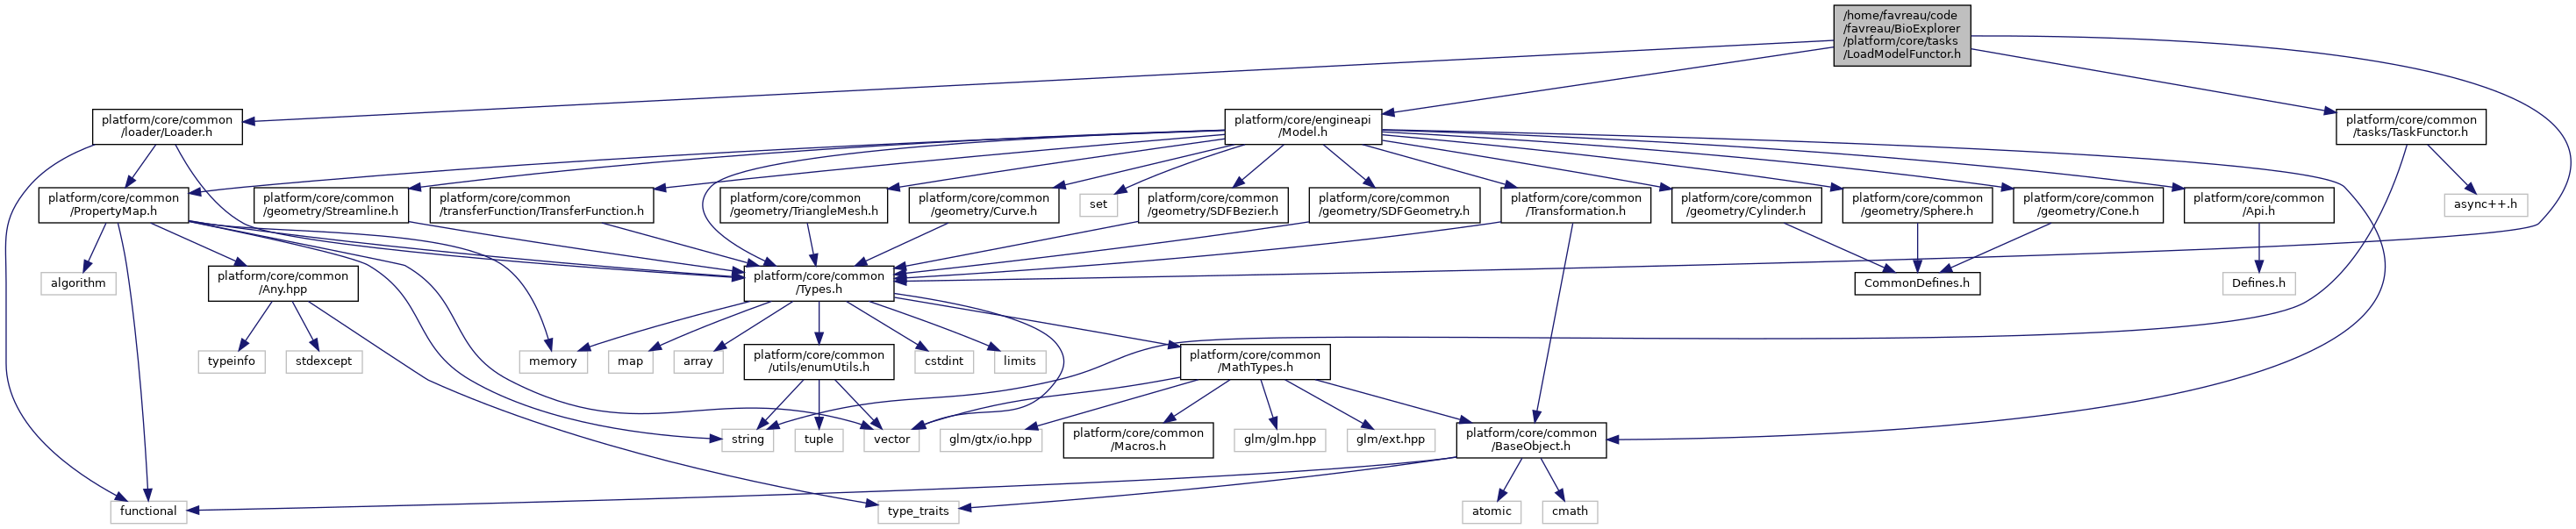 /home/favreau/code
/favreau/BioExplorer
/platform/core/tasks
/LoadModelFunctor.h
platform/core/common
/loader/Loader.h
platform/core/engineapi
/Model.h
platform/core/common
/tasks/TaskFunctor.h
platform/core/common
/PropertyMap.h
platform/core/common
/geometry/Streamline.h
platform/core/common
/transferFunction/TransferFunction.h
platform/core/common
/geometry/TriangleMesh.h
platform/core/common
/geometry/Curve.h
set
platform/core/common
/geometry/SDFBezier.h
platform/core/common
/geometry/SDFGeometry.h
platform/core/common
/Transformation.h
platform/core/common
/geometry/Cylinder.h
platform/core/common
/geometry/Sphere.h
platform/core/common
/geometry/Cone.h
platform/core/common
/Api.h
async++.h
algorithm
platform/core/common
/Any.hpp
platform/core/common
/Types.h
CommonDefines.h
Defines.h
typeinfo
stdexcept
memory
map
array
platform/core/common
/utils/enumUtils.h
cstdint
limits
platform/core/common
/MathTypes.h
string
tuple
vector
glm/gtx/io.hpp
platform/core/common
/Macros.h
glm/glm.hpp
glm/ext.hpp
platform/core/common
/BaseObject.h
functional
type_traits
atomic
cmath